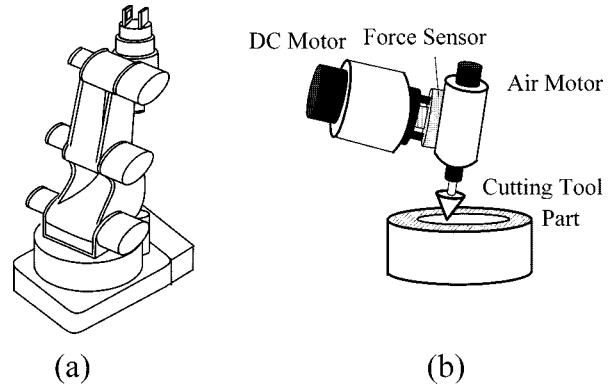 DC Motor
Force Sensor
Air Motor
Cutting Tool
Part
(a)
(b)